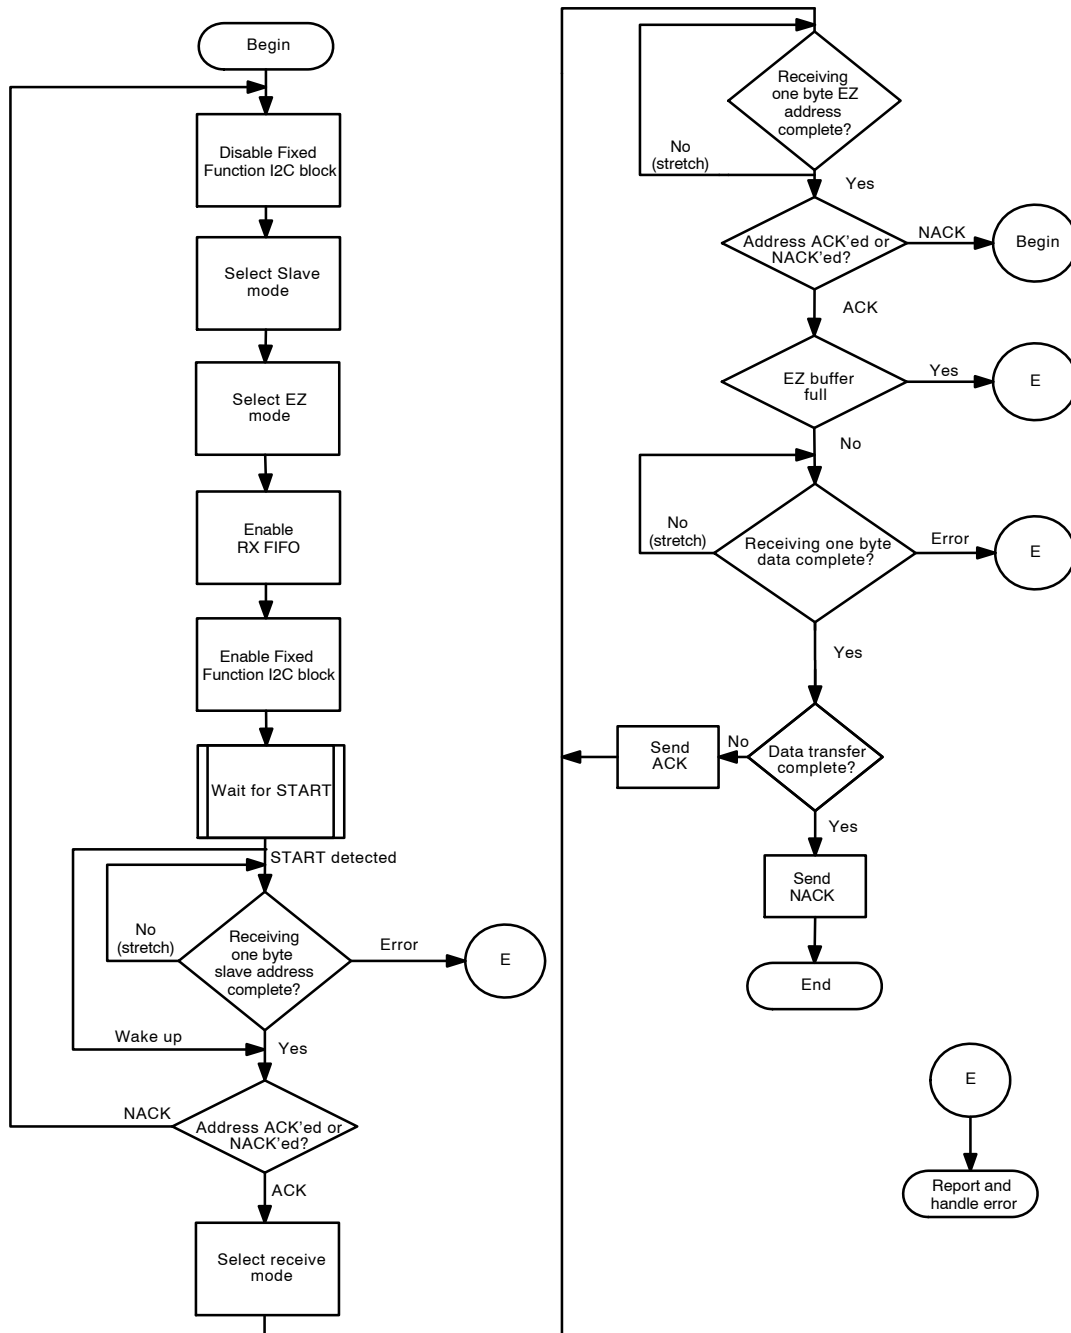 Begin
Disable Fixed
Function I2C block
Select Slave
mode
Select EZ
mode
Enable
RX FIFO
Enable Fixed
Function I2C block
Wait for START
START detected
No
(stretch)
Receiving
one byte
slave address
complete?
Error
E
Wake up
Yes
NACK
Address ACK'ed or
NACK'ed?
ACK
Select receive
mode
Receiving
one byte EZ
address
complete?
No
(stretch)
Yes
Address ACK'ed or
NACK'ed?
NACK
Begin
ACK
EZ buffer
full
Yes
E
No
No
(stretch)
Receiving one byte
data complete?
Error
E
Yes
Data transfer
complete?
No
Send
ACK
Yes
Send
NACK
End
E
Report and
handle error